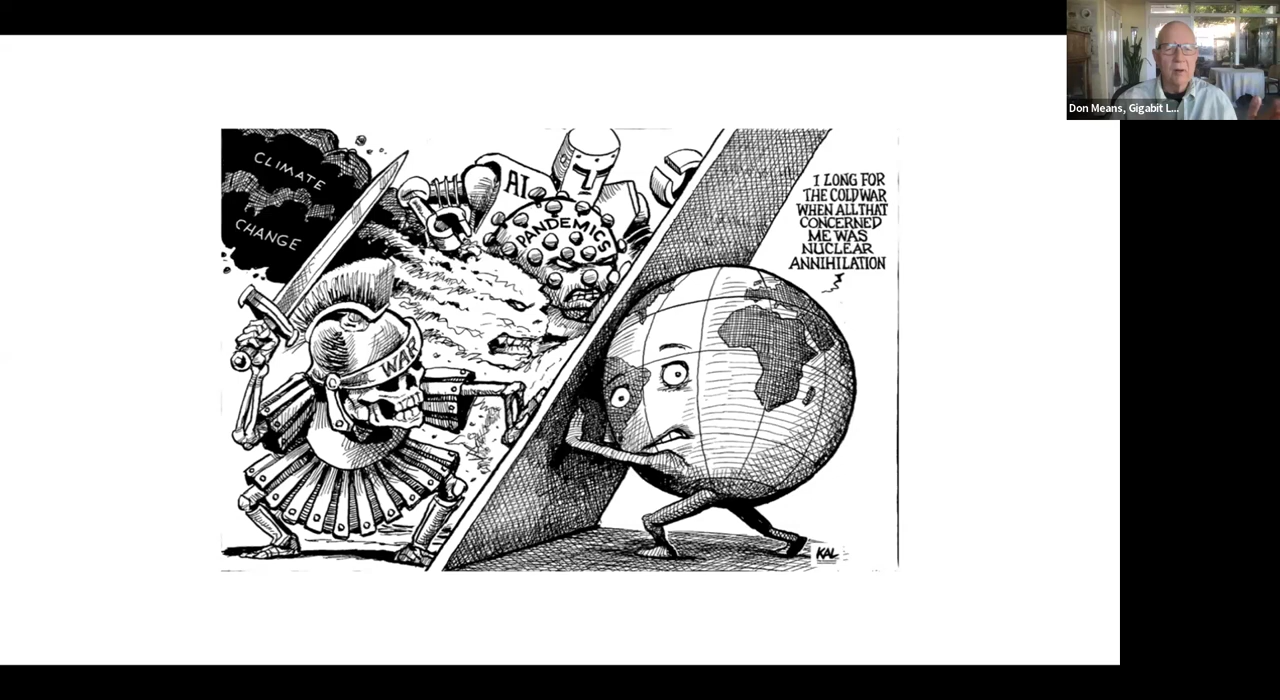 Don Means, Gigabit L...
CLIMATE
CHANGE
AI
PANDEMICS
WAR
I LONG FOR
THE COLD WAR
WHEN ALL THAT
CONCERNED
ME WAS
NUCLEAR
ANNIHILATION
KAL